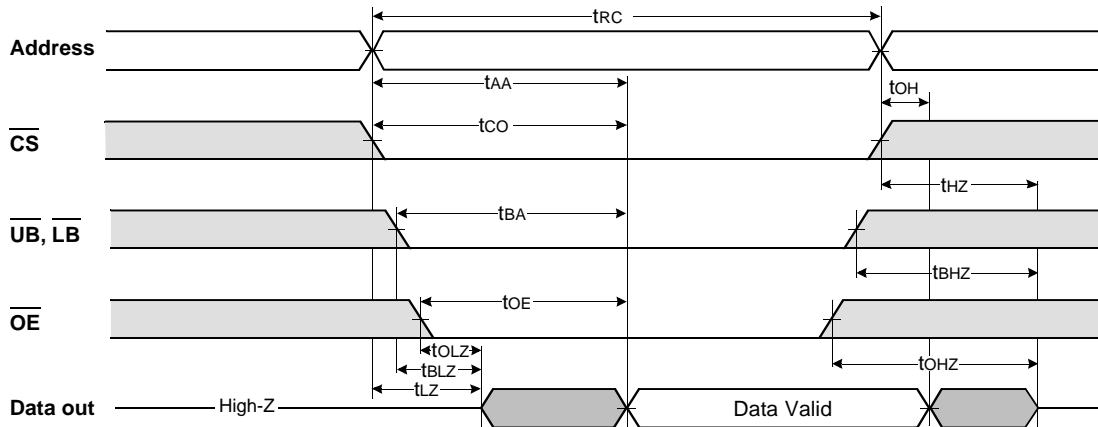 tRC
Address
tAA
tOH
tCO
CS
tHZ
tBA
UB, LB
tBHZ
tOE
OE
tOLZ
tBLZ
tOHZ
tLZ
Data out High-Z Data Valid